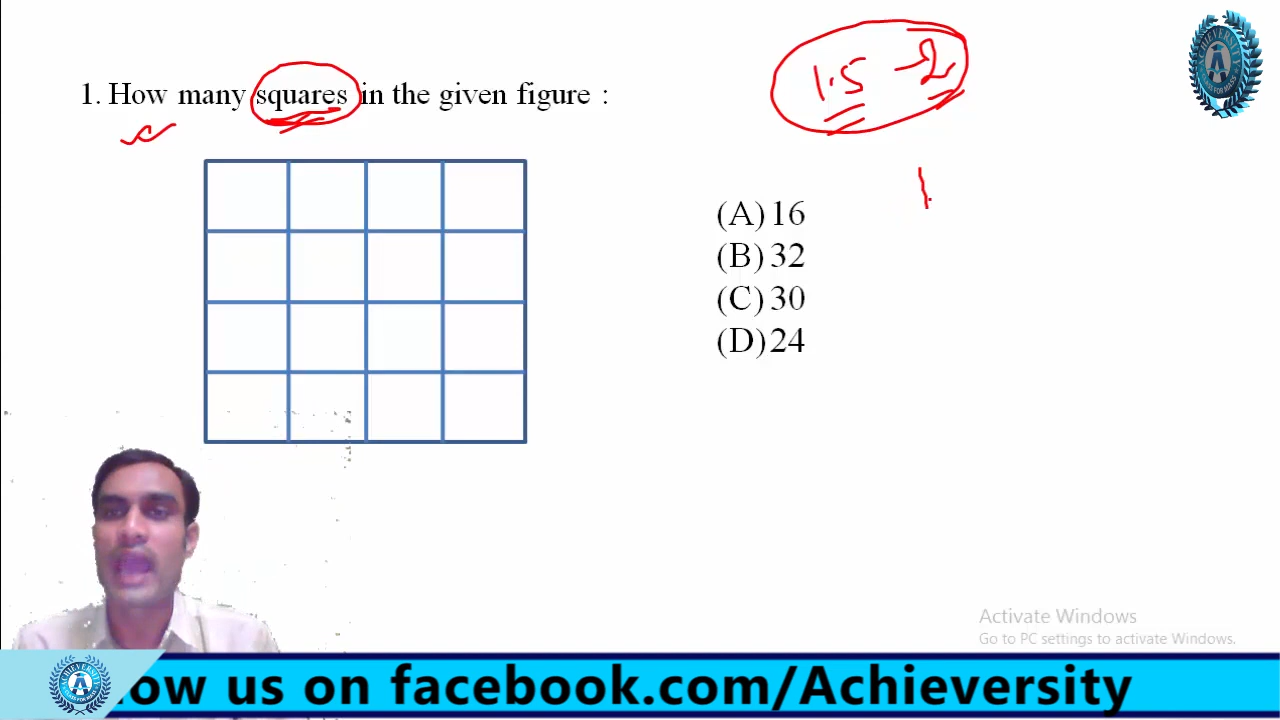 1.5 - 2
1. How many squares in the given figure :
(A) 16
(B) 32
(C) 30
(D) 24
Activate Windows
Go to PC settings to activate Windows.
ow us on facebook.com/Achieversity